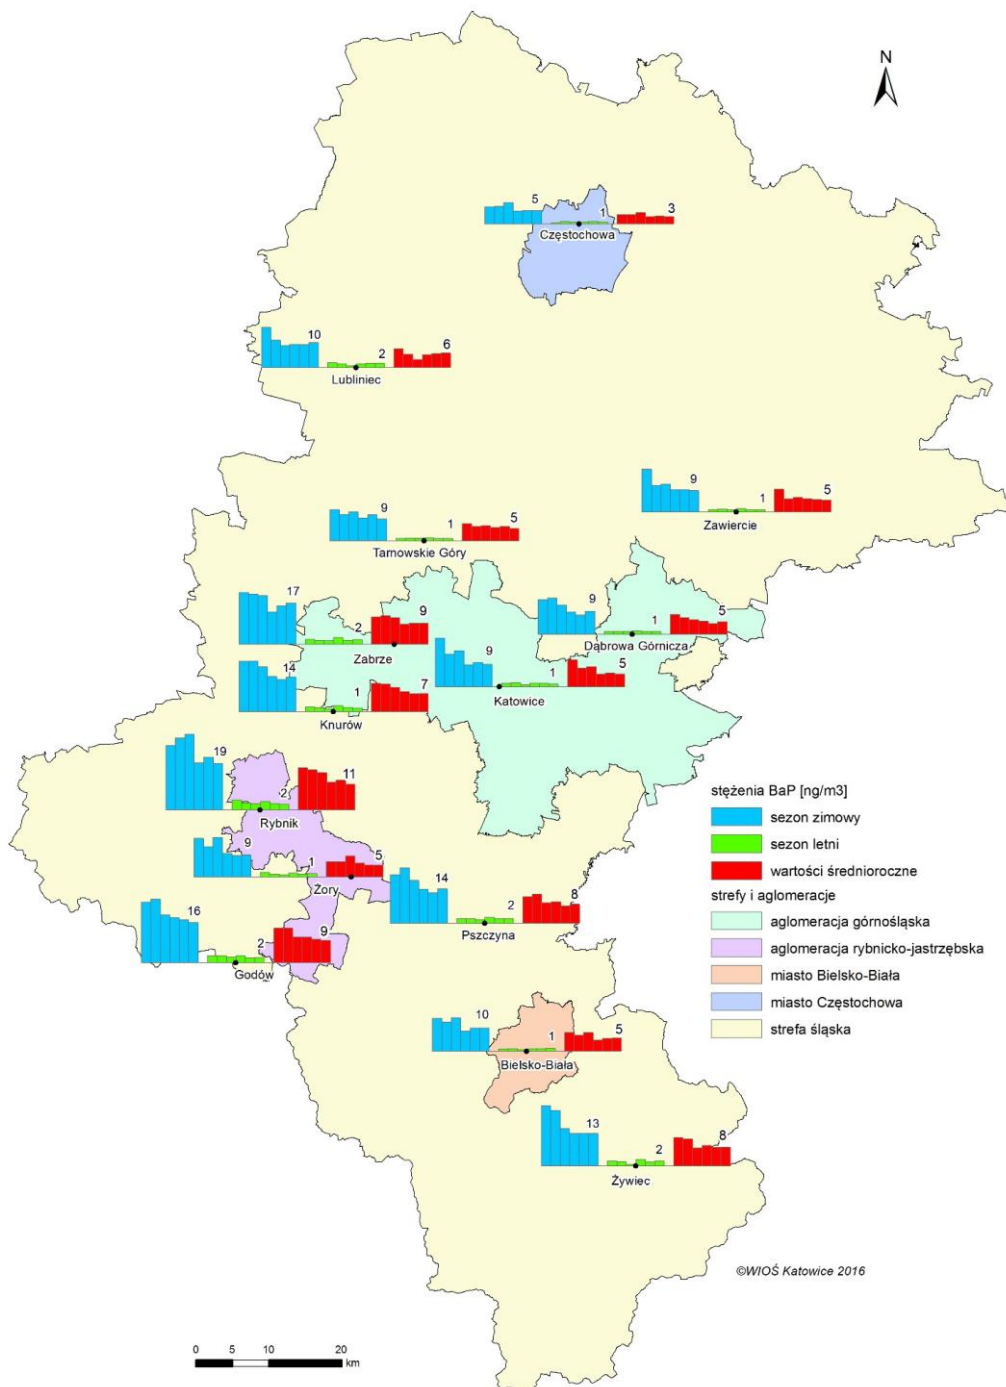 N
5
1
3
Częstochowa
10
2
6
Lubliniec
9
1
5
Zawiercie
9
1
5
Tarnowskie Góry
17
2
9
Zabrze
9
1
5
Dąbrowa Górnicza
9
1
5
Katowice
14
1
7
Knurów
19
2
11
Rybnik
9
1
5
Żory
14
2
8
Pszczyna
16
2
9
Godów
10
1
5
Bielsko-Biała
13
2
8
Żywiec
stężenia BaP [ng/m3]
sezon zimowy
sezon letni
wartości średnioroczne
strefy i aglomeracje
aglomeracja górnośląska
aglomeracja rybnicko-jastrzębska
miasto Bielsko-Biała
miasto Częstochowa
strefa śląska
©WIOŚ Katowice 2016
0 5 10 20
km